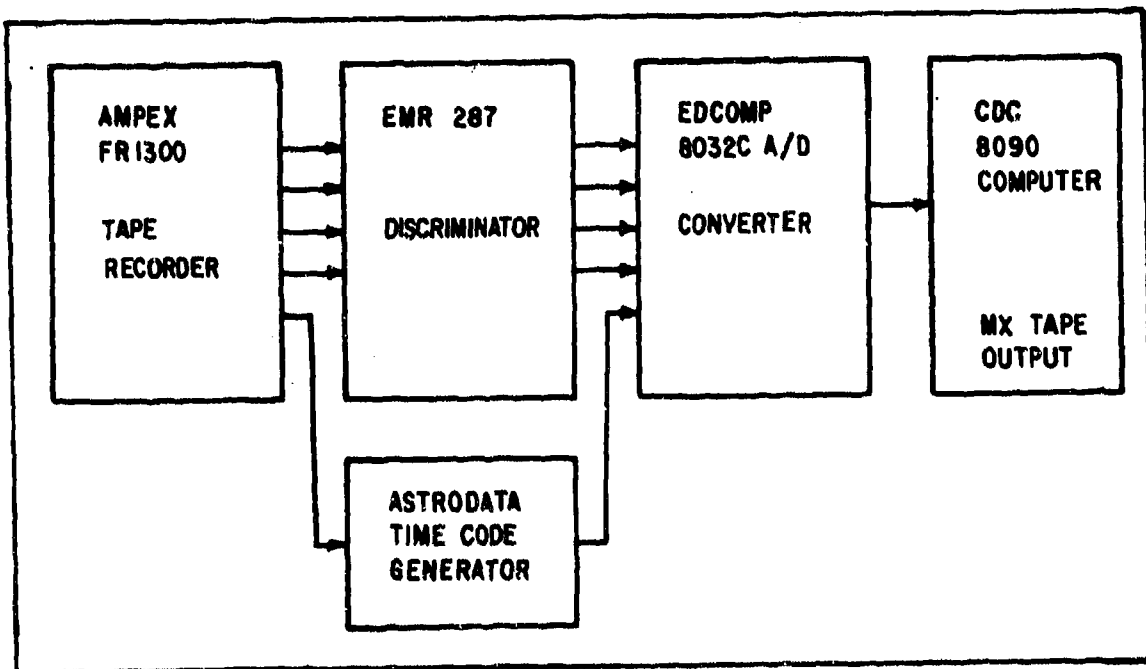 AMPEX
FR1300
TAPE
RECORDER
EMR 287
DISCRIMINATOR
EDCOMP
8032C A/D
CONVERTER
CDC
8090
COMPUTER
MX TAPE
OUTPUT
ASTRODATA
TIME CODE
GENERATOR